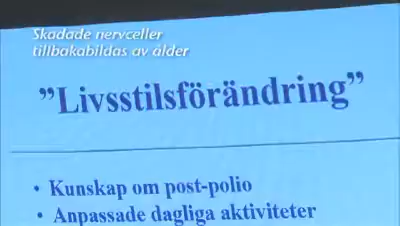 Skadade nervceller
tillbakabildas av ålder
”Livsstilsförändring”
• Kunskap om post-polio
• Anpassade dagliga aktiviteter